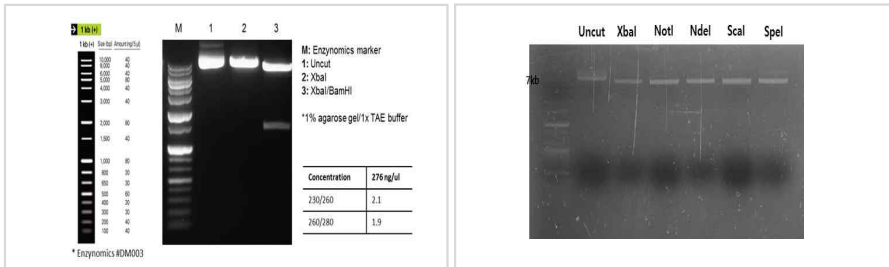 1 kb (+)
1 kb (+) Size (bp) Amount (ng/5 μl)
10,000 40
8,000 40
6,000 40
5,000 80
4,000 40
3,000 40
2,000 80
1,500 40
1,000 80
800 30
650 30
500 60
400 30
300 40
200 40
100 40
* Enzynomics #DM003
M 1 2 3
M: Enzynomics marker
1: Uncut
2: XbaI
3: XbaI/BamHI
*1% agarose gel/1x TAE buffer
Concentration 276 ng/ul
230/260 2.1
260/280 1.9
Uncut XbaI NotI NdeI ScaI SpeI
7kb